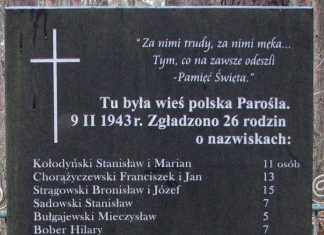 "Za nimi trudy, za nimi męka...
Tym, co na zawsze odeszli
-Pamięć Święta."
Tu była wieś polska Parośla.
9 II 1943 r. Zgładzono 26 rodzin
o nazwiskach:
Kołodyński Stanisław i Marian 11 osób
Chorążyczewski Franciszek i Jan 13
Strągowski Bronisław i Józef 15
Sadowski Stanisław 7
Bułgajewski Mieczysław 5
Bober Hilary 7